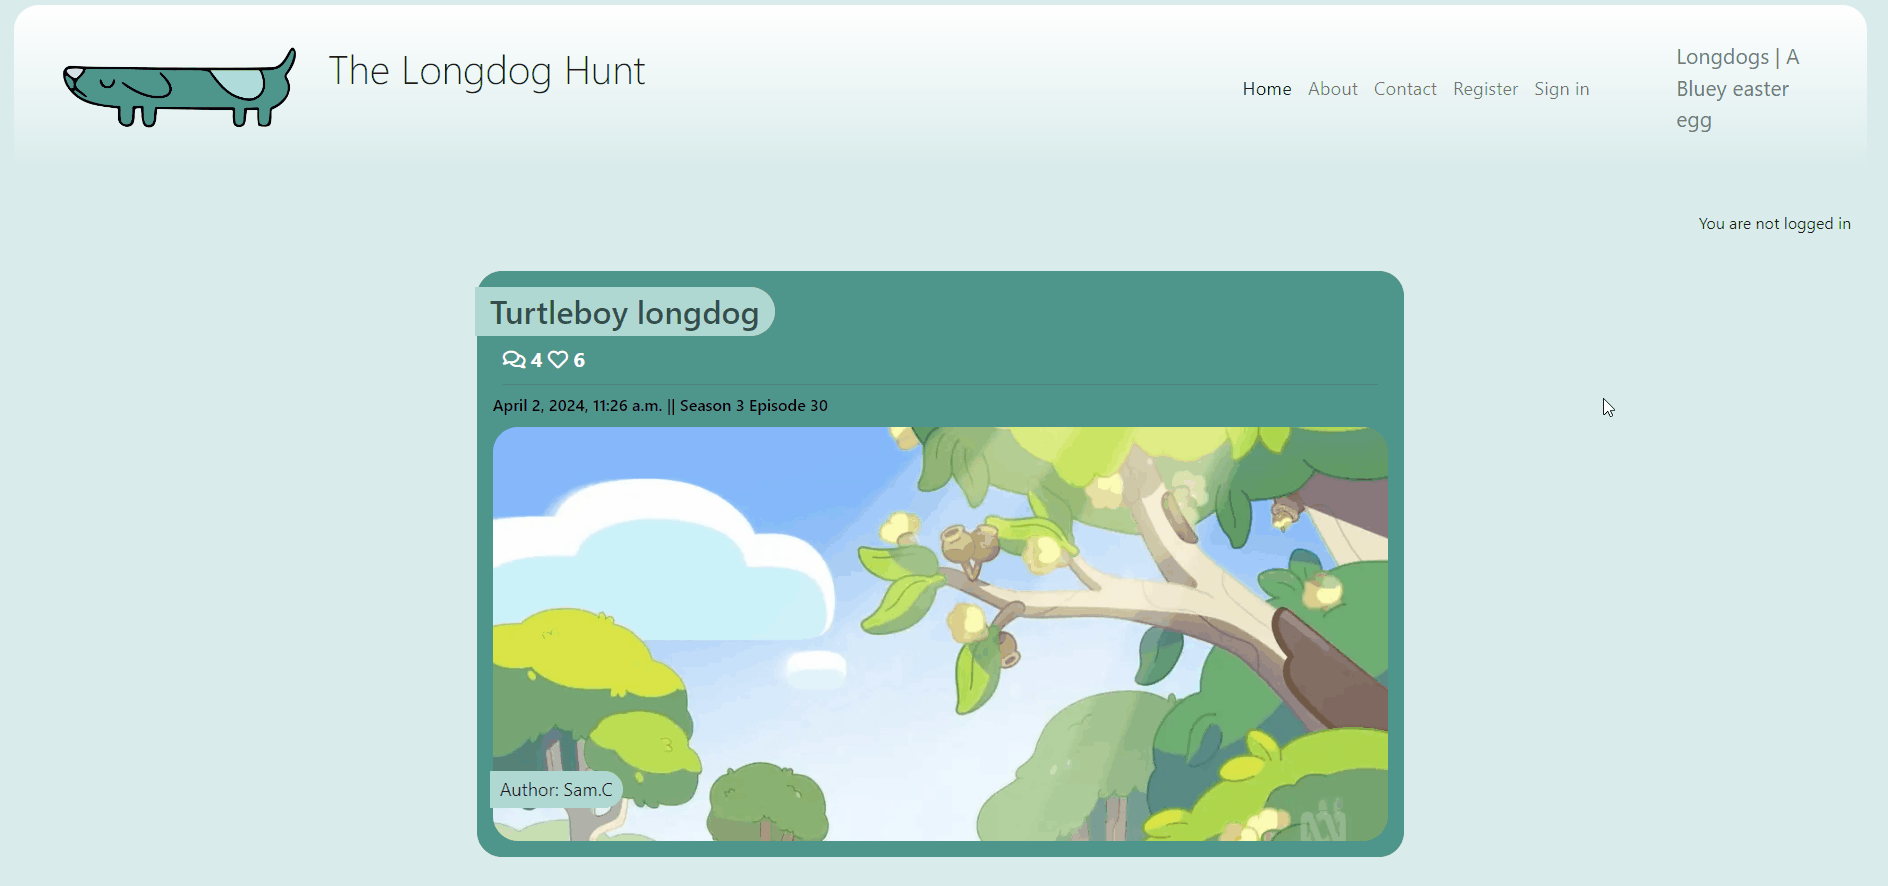 The Longdog Hunt
Home About Contact Register Sign in
Longdogs | A
Bluey easter
egg
You are not logged in
Turtleboy longdog
4 6
April 2, 2024, 11:26 a.m. || Season 3 Episode 30
Author: Sam.C